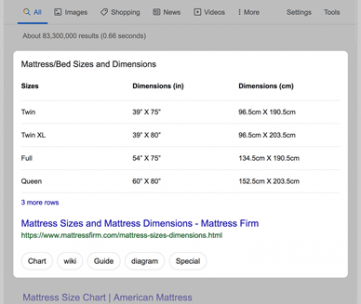 All Images Shopping News Videos More Settings Tools
About 83,300,000 results (0.66 seconds)
Mattress/Bed Sizes and Dimensions
Sizes Dimensions (in) Dimensions (cm)
Twin 39" X 75" 96.5cm X 190.5cm
Twin XL 39" X 80" 96.5cm X 203.5cm
Full 54" X 75" 134.5cm X 190.5cm
Queen 60" X 80" 152.5cm X 203.5cm
3 more rows
Mattress Sizes and Mattress Dimensions - Mattress Firm
https://www.mattressfirm.com/mattress-sizes-dimensions.html
Chart wiki Guide diagram Special
Mattress Size Chart | American Mattress